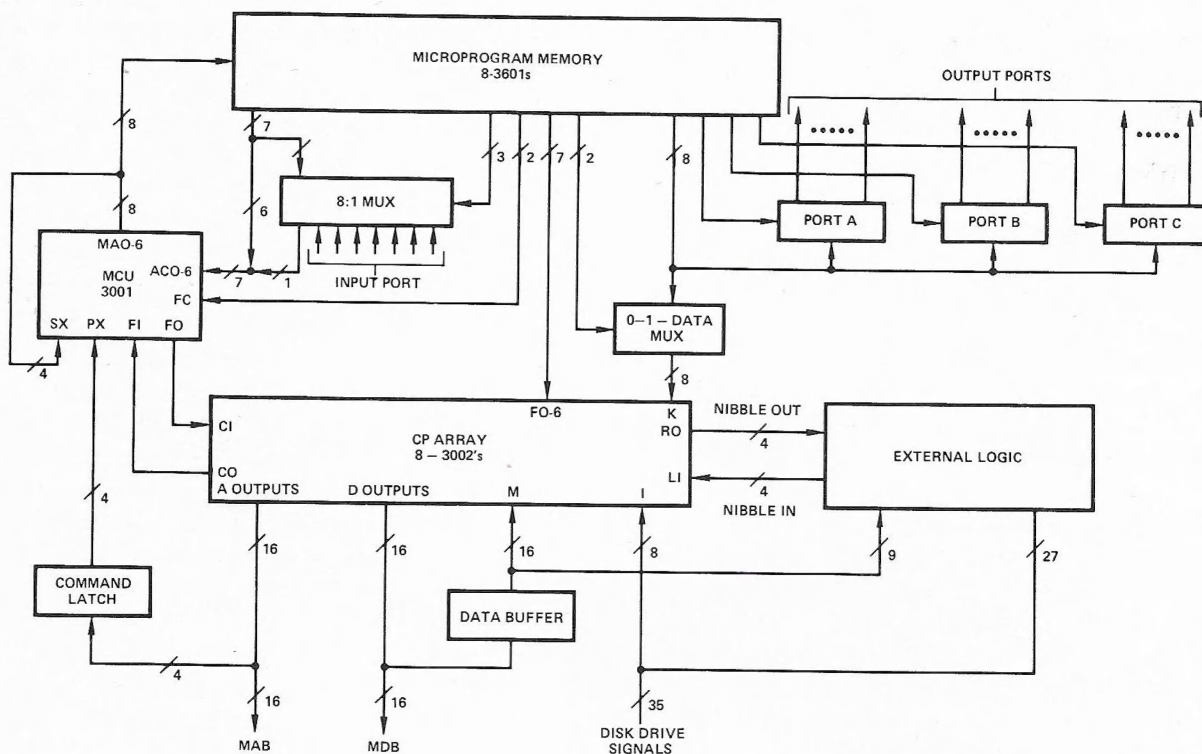 MICROPROGRAM MEMORY
8-3601s
OUTPUT PORTS
8
7
3
2
7
2
8
8:1 MUX
6
PORT A
PORT B
PORT C
8
MAO-6
MCU
3001
ACO-6
FC
7
1
INPUT PORT
SX
PX
FI
FO
4
0–1–DATA
MUX
8
FO-6
K
CI
RO
NIBBLE OUT
4
CP ARRAY
8 – 3002's
EXTERNAL LOGIC
CO
LI
4
A OUTPUTS
D OUTPUTS
M
I
NIBBLE IN
4
16
16
16
8
9
27
COMMAND
LATCH
DATA BUFFER
4
16
16
35
MAB
MDB
DISK DRIVE
SIGNALS